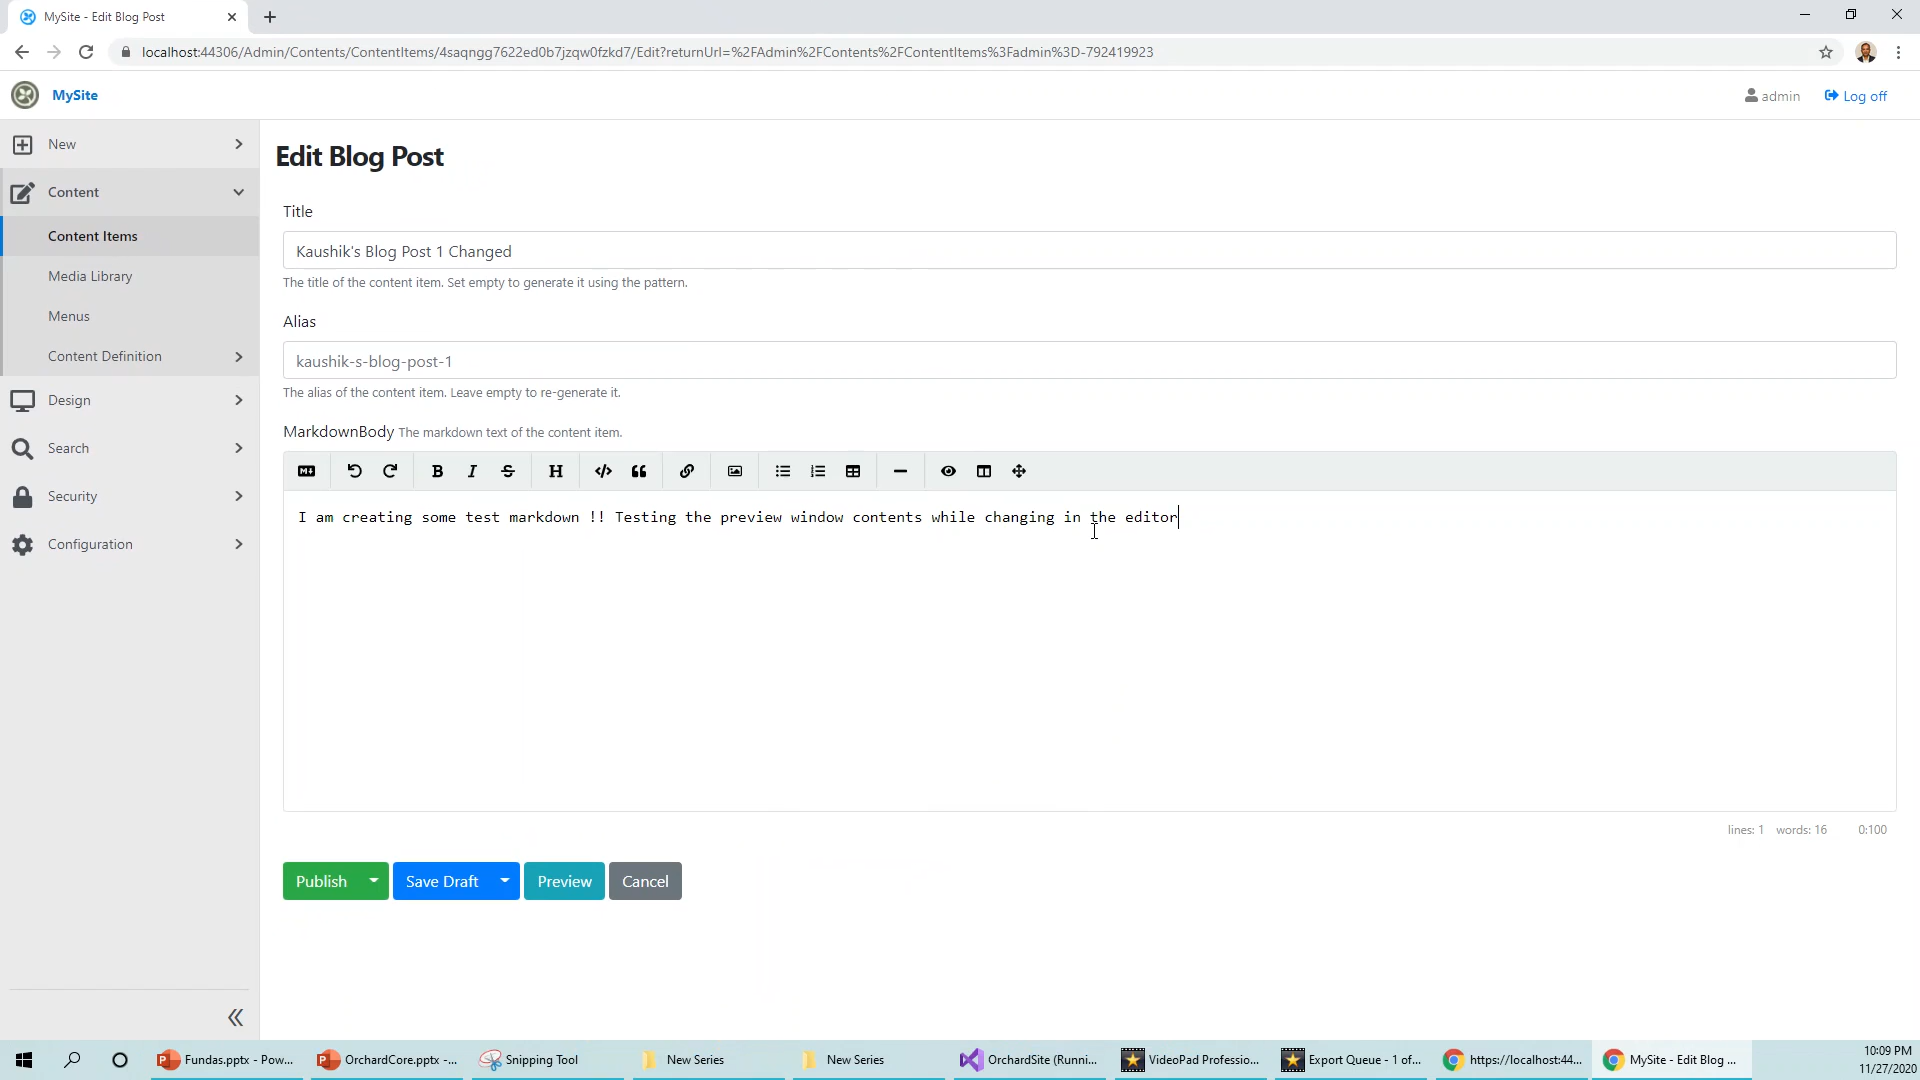 MySite - Edit Blog Post
localhost:44306/Admin/Contents/ContentItems/4saqngg7622ed0b7jzqw0fzkd7/Edit?returnUrl=%2FAdmin%2FContents%2FContentItems%3Fadmin%3D-792419923
MySite
admin
Log off
New
Content
Content Items
Media Library
Menus
Content Definition
Design
Search
Security
Configuration
Edit Blog Post
Title
Kaushik's Blog Post 1 Changed
The title of the content item. Set empty to generate it using the pattern.
Alias
kaushik-s-blog-post-1
The alias of the content item. Leave empty to re-generate it.
MarkdownBody The markdown text of the content item.
I am creating some test markdown !! Testing the preview window contents while changing in the editor
lines: 1 words: 16 0:100
Publish
Save Draft
Preview
Cancel
Fundas.pptx - Pow...
OrchardCore.pptx -...
Snipping Tool
New Series
New Series
OrchardSite (Runni...
VideoPad Professio...
Export Queue - 1 of...
https://localhost:44...
MySite - Edit Blog ...
10:09 PM
11/27/2020